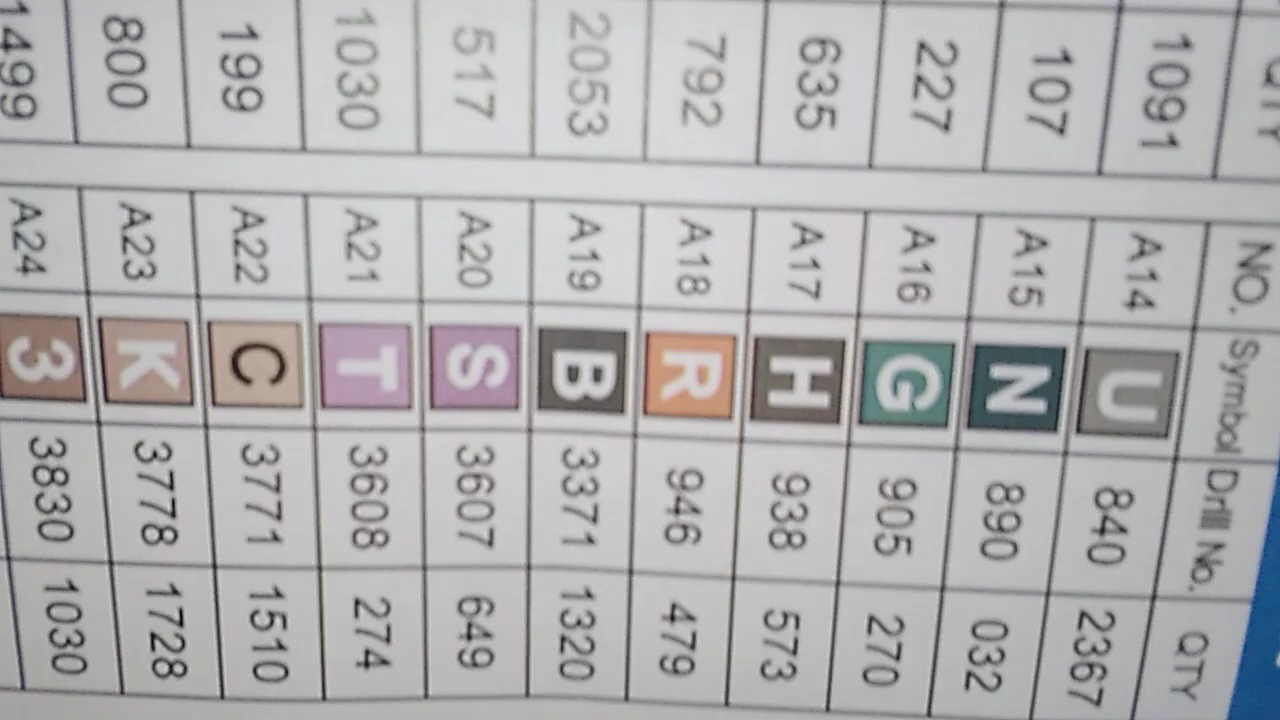 QTY NO. Symbol Drill No. QTY
1091 A14 U 840 2367
107 A15 N 890 032
227 A16 G 905 270
635 A17 H 938 573
792 A18 R 946 479
2053 A19 B 3371 1320
517 A20 S 3607 649
1030 A21 T 3608 274
199 A22 C 3771 1510
800 A23 K 3778 1728
1499 A24 3 3830 1030